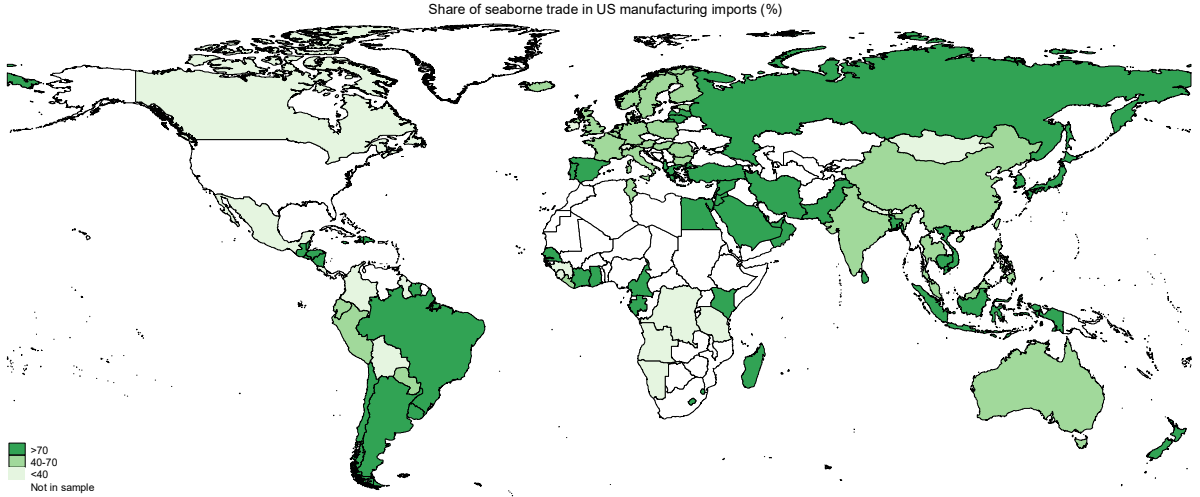 Share of seaborne trade in US manufacturing imports (%)
>70
40-70
<40
Not in sample